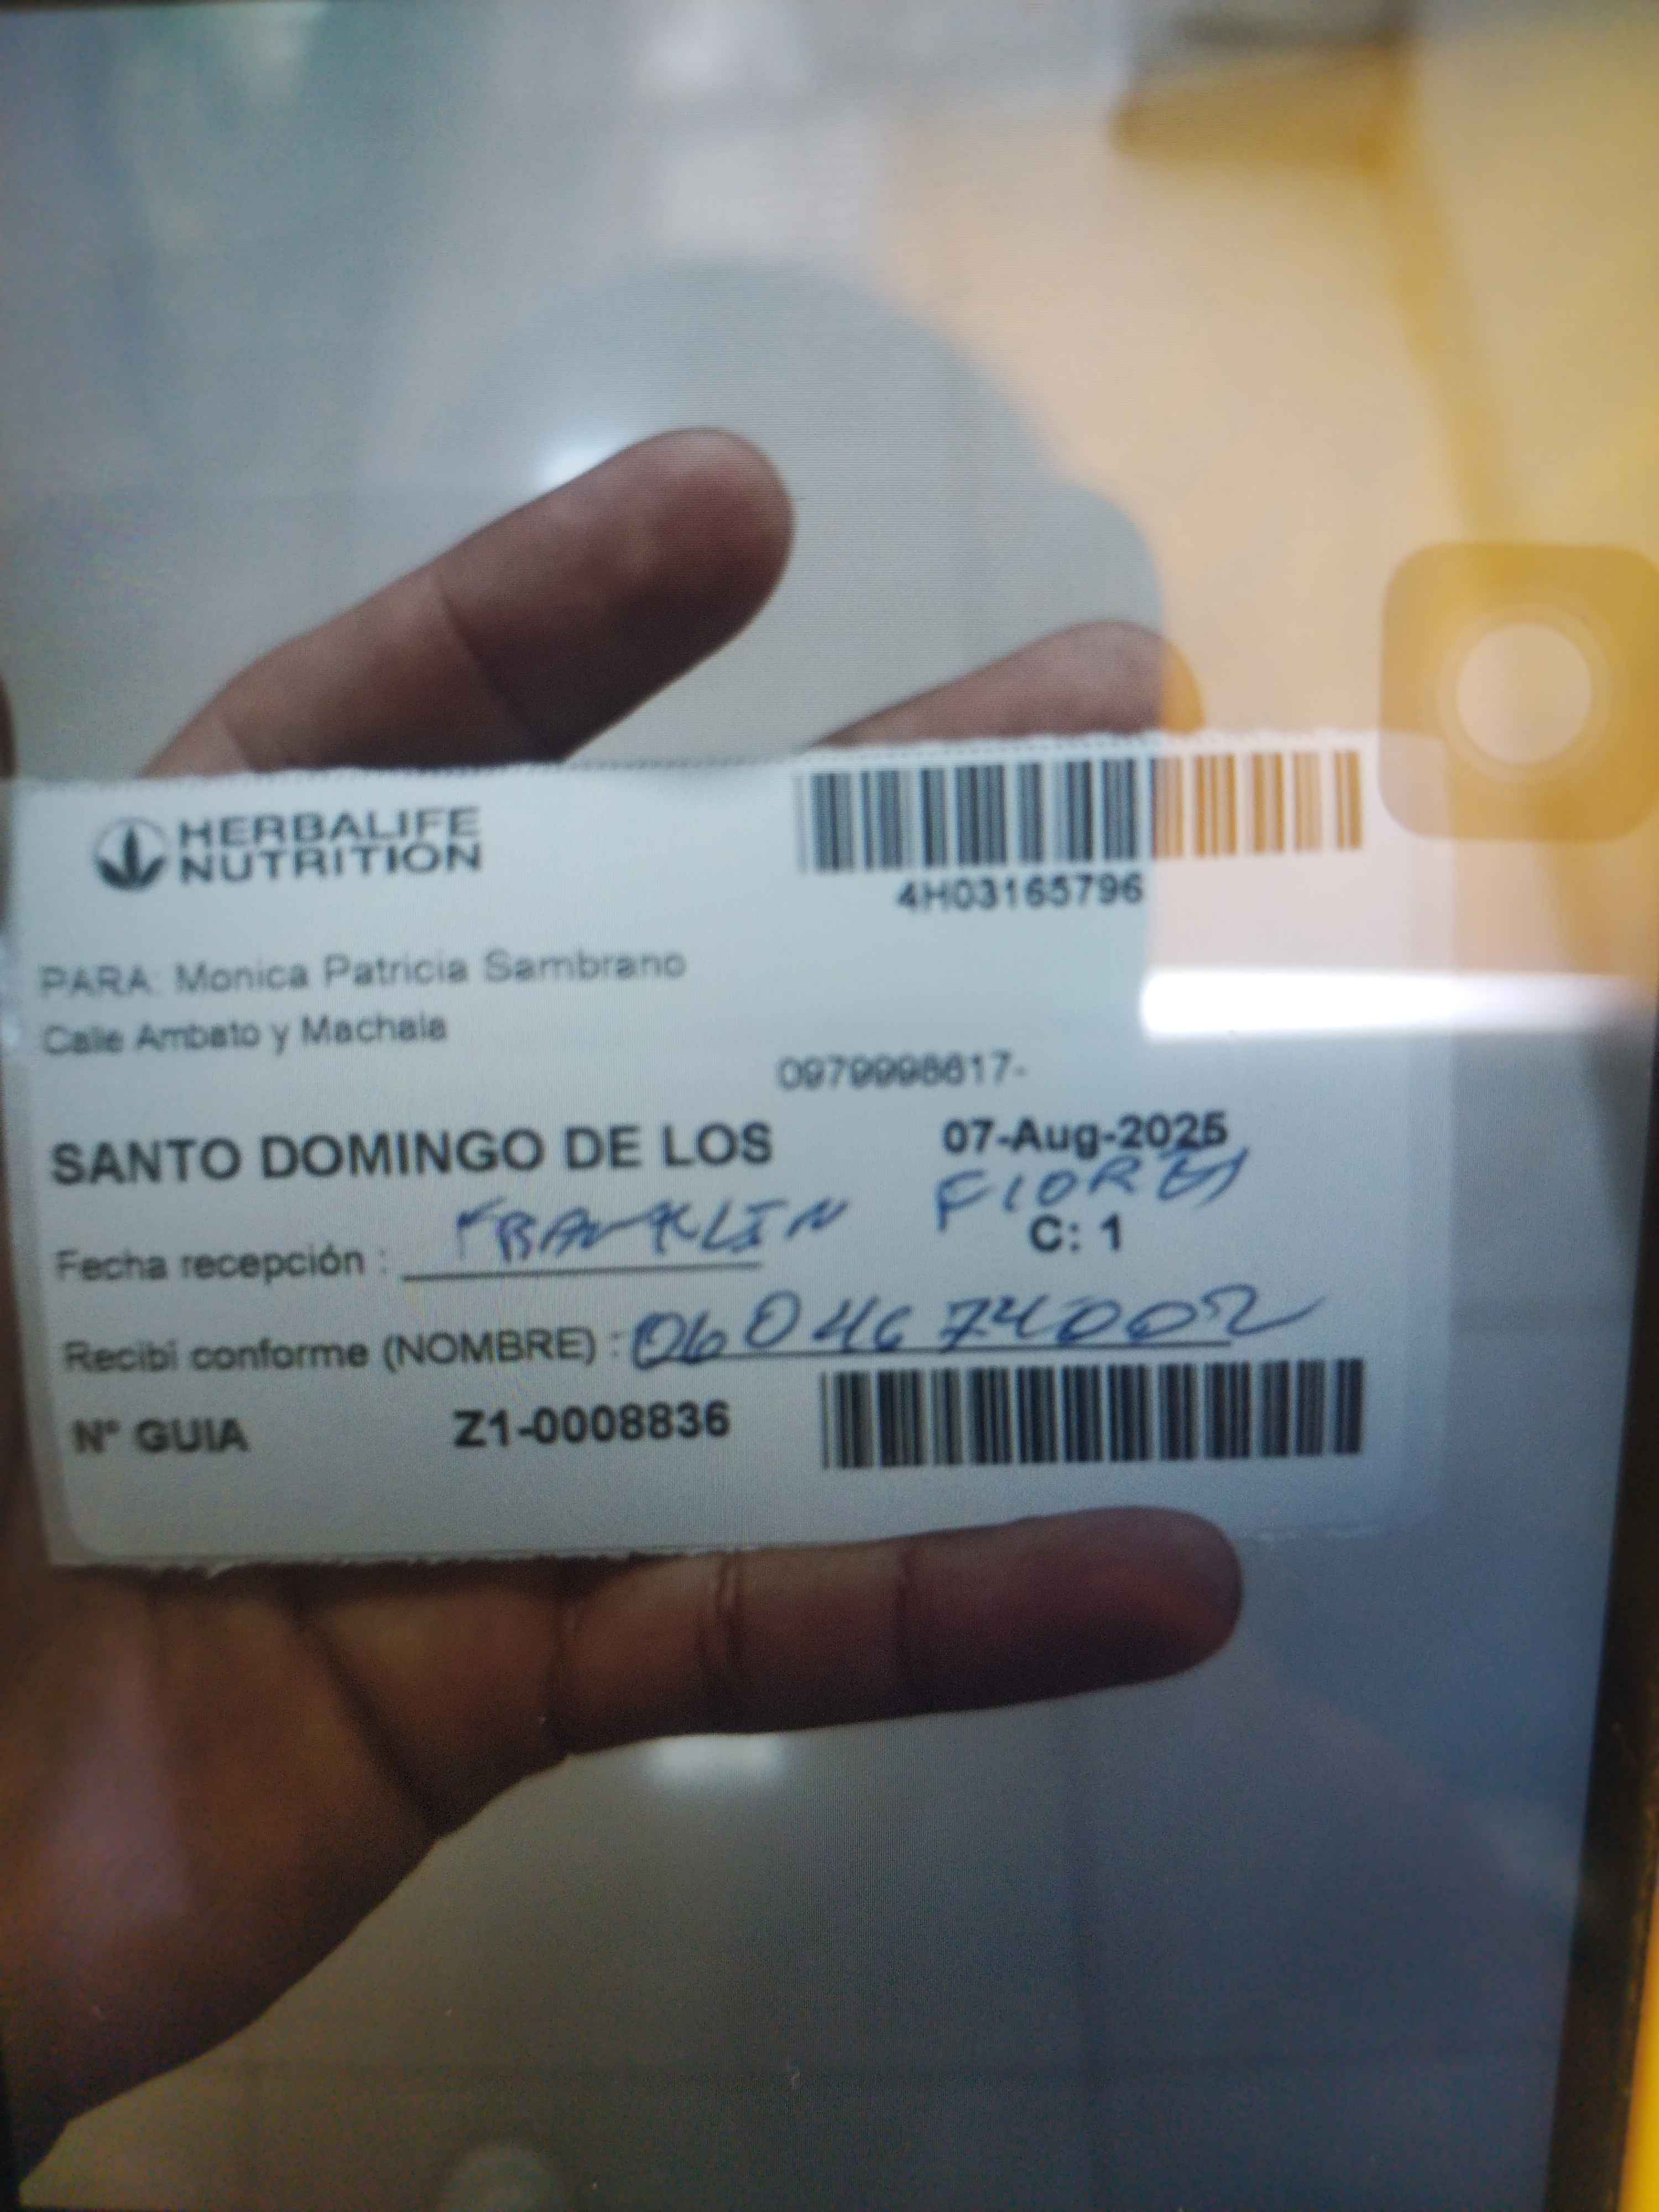 HERBALIFE
NUTRITION
4H03165796
PARA: Monica Patricia Sambrano
Calle Ambato y Machala
0979998617-
SANTO DOMINGO DE LOS
07-Aug-2025
FRANKLIN FLORES
C: 1
Fecha recepción :
Recibí conforme (NOMBRE) : 0604674002
N° GUIA Z1-0008836